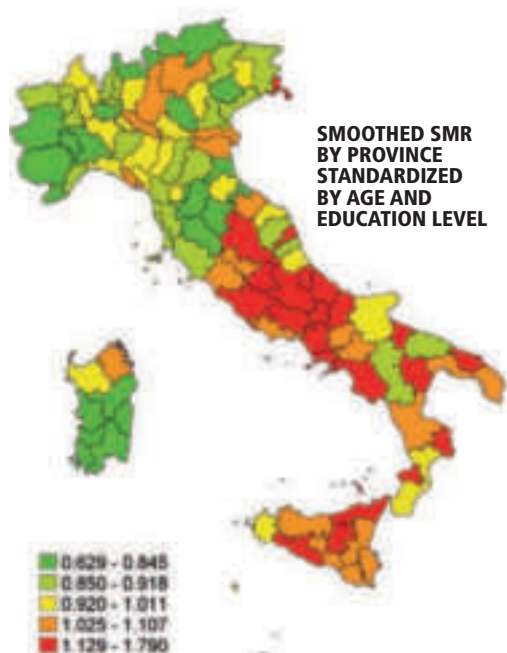 SMOOTHED SMR
BY PROVINCE
STANDARDIZED
BY AGE AND
EDUCATION LEVEL
0.629 - 0.845
0.850 - 0.918
0.920 - 1.011
1.025 - 1.107
1.129 - 1.790